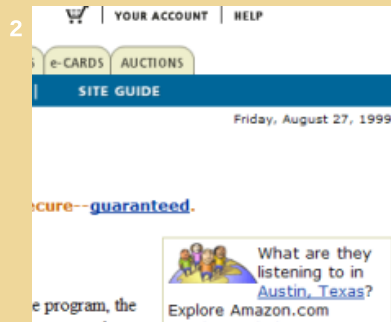 2
YOUR ACCOUNT | HELP
e-CARDS AUCTIONS
SITE GUIDE
Friday, August 27, 1999
guaranteed.
What are they
listening to in
Austin, Texas?
e program, the
Explore Amazon.com